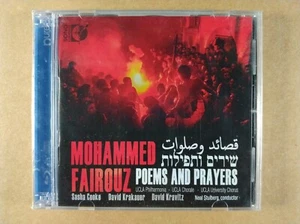 قصائد وصلوات
שירים ותפילות
MOHAMMED
FAIROUZ
POEMS AND PRAYERS
UCLA Philharmonia · UCLA Chorale · UCLA University Chorus
Sasha Cooke David Krakauer David Kravitz Neal Stulberg, conductor